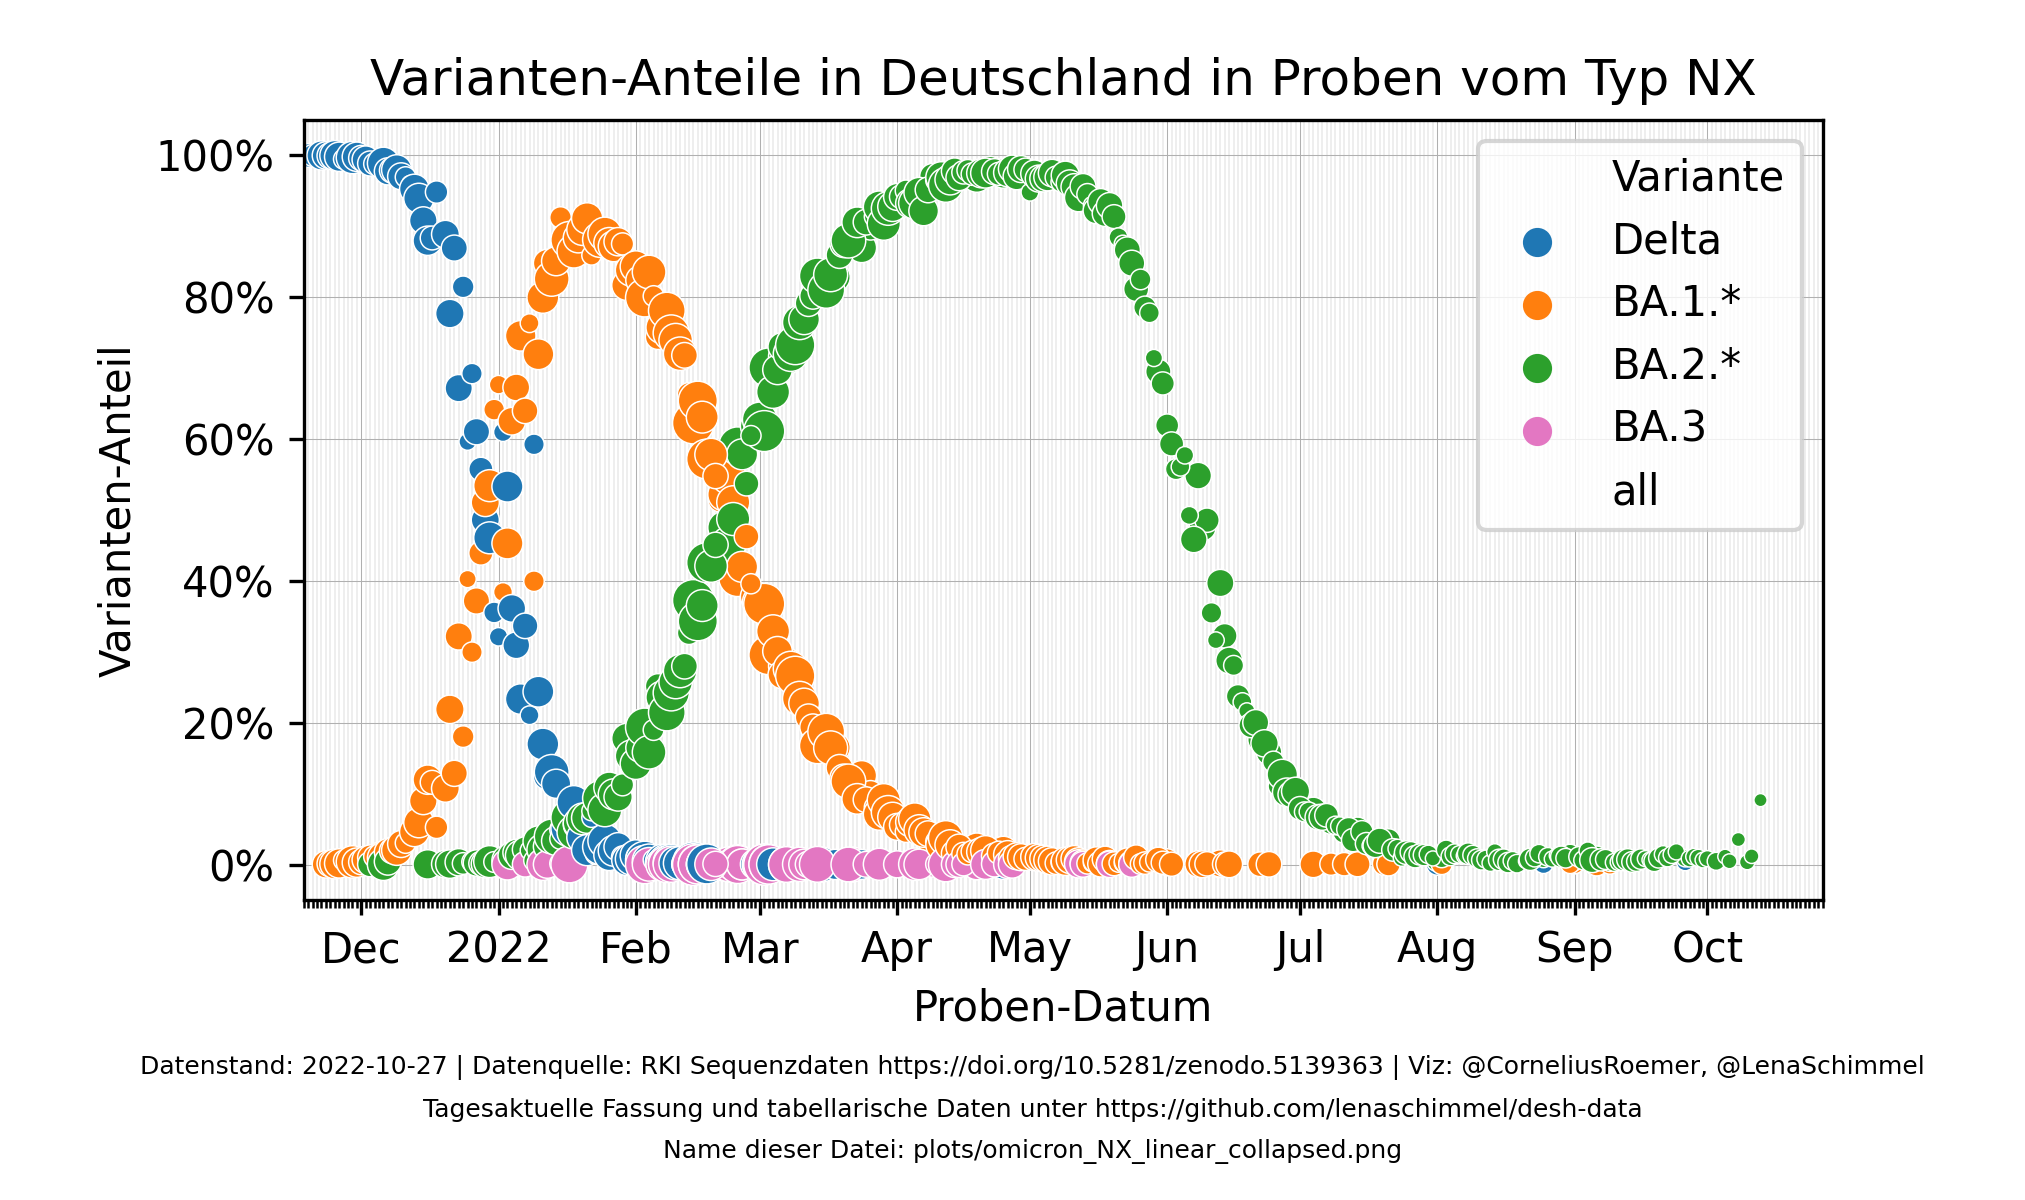 Varianten-Anteile in Deutschland in Proben vom Typ NX
Varianten-Anteil
100%
80%
60%
40%
20%
0%
Variante
Delta
BA.1.*
BA.2.*
BA.3
all
Dec 2022 Feb Mar Apr May Jun Jul Aug Sep Oct
Proben-Datum
Datenstand: 2022-10-27 | Datenquelle: RKI Sequenzdaten https://doi.org/10.5281/zenodo.5139363 | Viz: @CorneliusRoemer, @LenaSchimmel
Tagesaktuelle Fassung und tabellarische Daten unter https://github.com/lenaschimmel/desh-data
Name dieser Datei: plots/omicron_NX_linear_collapsed.png